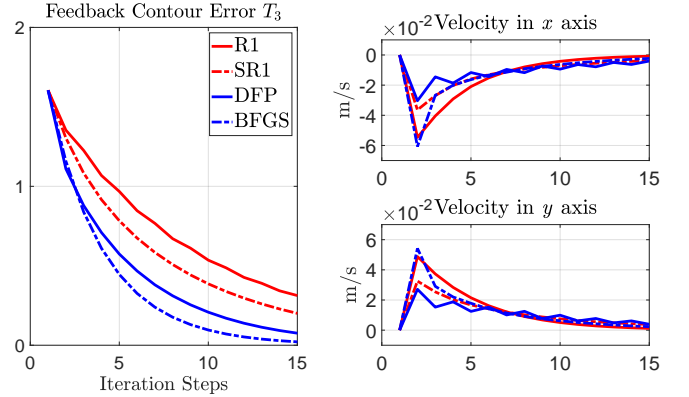 Feedback Contour Error T₃
2
1
0
0 5 10 15
Iteration Steps
R1
SR1
DFP
BFGS
×10⁻² Velocity in x axis
0
-2
-4
-6
m/s
0 5 10 15
×10⁻² Velocity in y axis
6
4
2
0
m/s
0 5 10 15